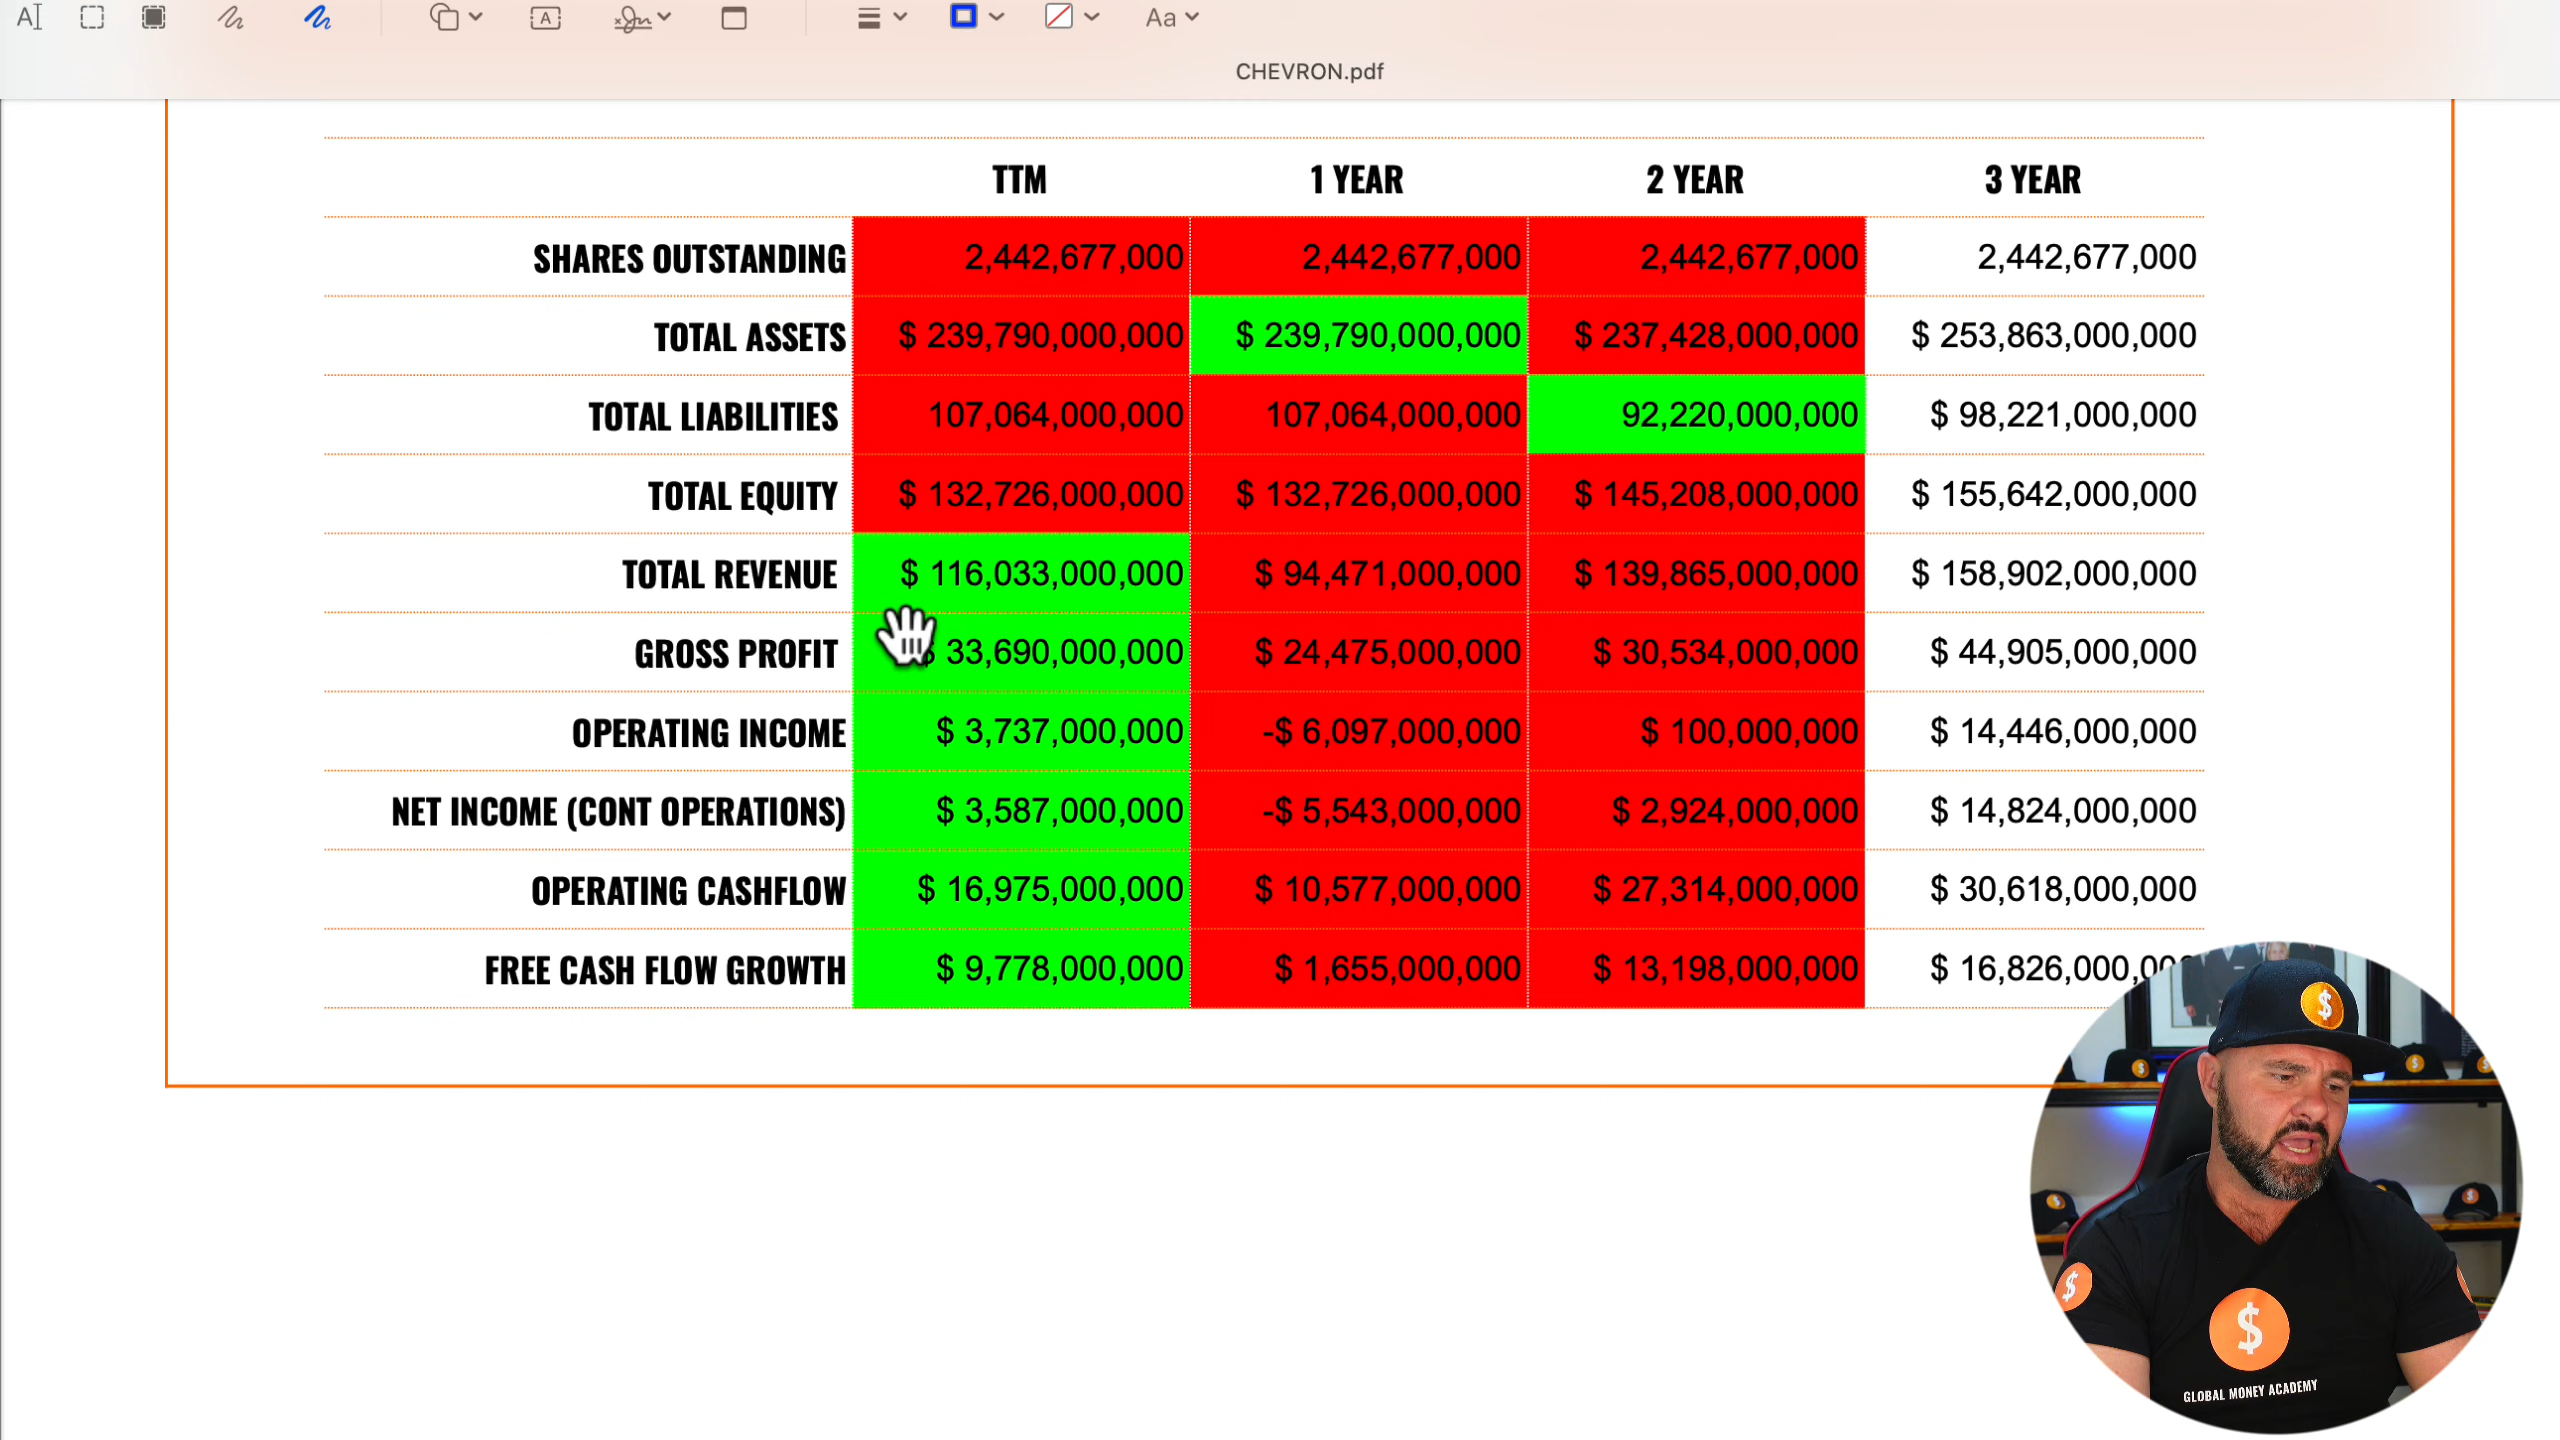 CHEVRON.pdf
Aa
TTM 1 YEAR 2 YEAR 3 YEAR
SHARES OUTSTANDING 2,442,677,000 2,442,677,000 2,442,677,000 2,442,677,000
TOTAL ASSETS $ 239,790,000,000 $ 239,790,000,000 $ 237,428,000,000 $ 253,863,000,000
TOTAL LIABILITIES 107,064,000,000 107,064,000,000 92,220,000,000 $ 98,221,000,000
TOTAL EQUITY $ 132,726,000,000 $ 132,726,000,000 $ 145,208,000,000 $ 155,642,000,000
TOTAL REVENUE $ 116,033,000,000 $ 94,471,000,000 $ 139,865,000,000 $ 158,902,000,000
GROSS PROFIT $ 33,690,000,000 $ 24,475,000,000 $ 30,534,000,000 $ 44,905,000,000
OPERATING INCOME $ 3,737,000,000 -$ 6,097,000,000 $ 100,000,000 $ 14,446,000,000
NET INCOME (CONT OPERATIONS) $ 3,587,000,000 -$ 5,543,000,000 $ 2,924,000,000 $ 14,824,000,000
OPERATING CASHFLOW $ 16,975,000,000 $ 10,577,000,000 $ 27,314,000,000 $ 30,618,000,000
FREE CASH FLOW GROWTH $ 9,778,000,000 $ 1,655,000,000 $ 13,198,000,000 $ 16,826,000,00
$
$
$
GLOBAL MONEY ACADEMY